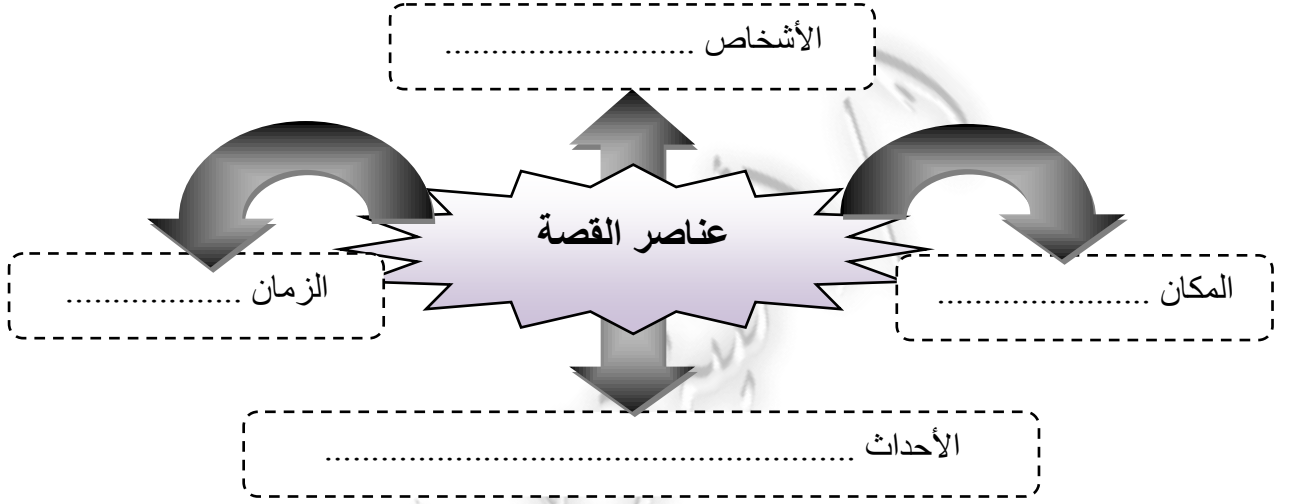 الأشخاص ..........................
عناصر القصة
المكان ......................
الزمان ..................
الأحداث ........................................................